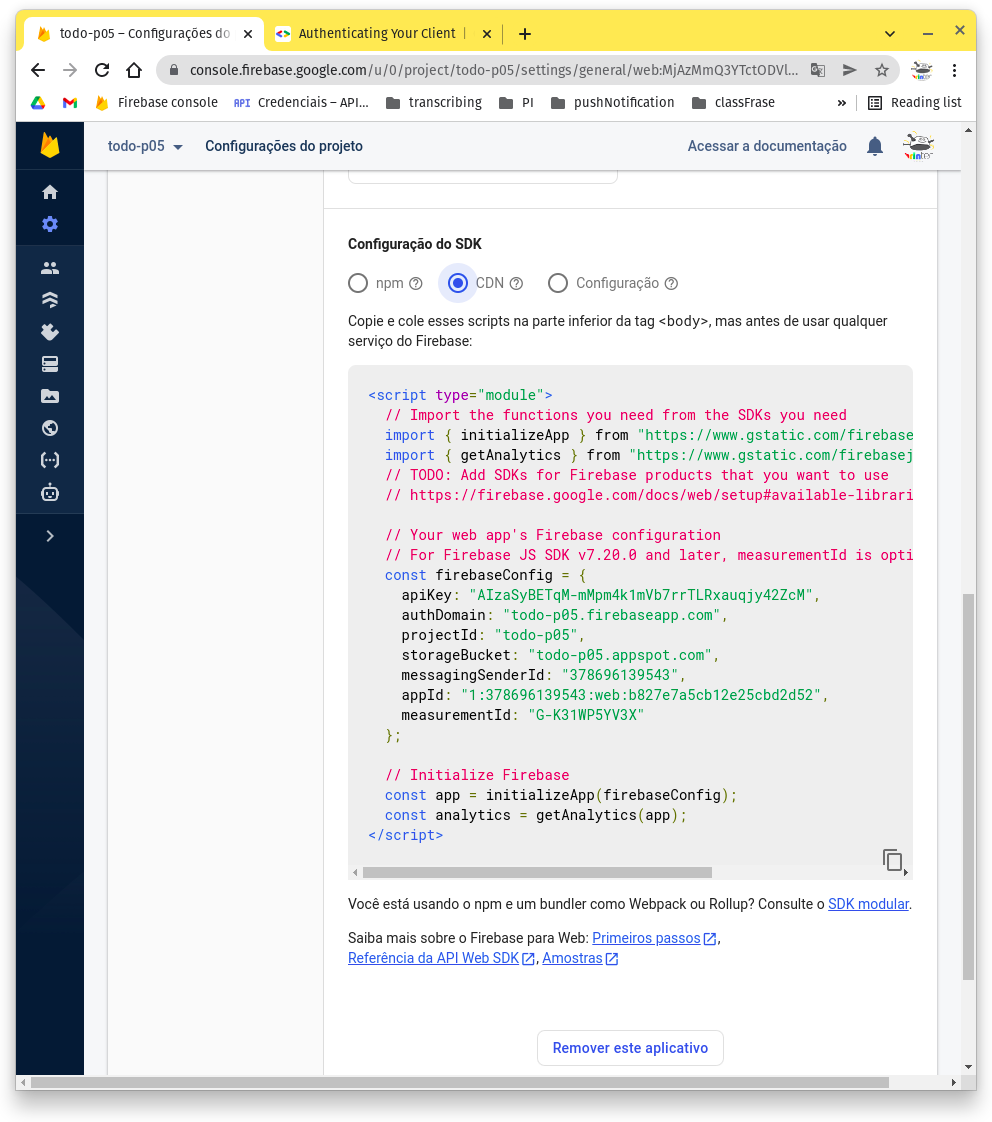 todo-p05 – Configurações do
Authenticating Your Client
console.firebase.google.com/u/0/project/todo-p05/settings/general/web:MjAzMmQ3YTctODVl...
Firebase console
API Credenciais – API...
transcribing
PI
pushNotification
classFrase
»
Reading list
todo-p05
Configurações do projeto
Acessar a documentação
Configuração do SDK
npm
CDN
Configuração
Copie e cole esses scripts na parte inferior da tag <body>, mas antes de usar qualquer
serviço do Firebase:
<script type="module">
// Import the functions you need from the SDKs you need
import { initializeApp } from "https://www.gstatic.com/firebase
import { getAnalytics } from "https://www.gstatic.com/firebasej
// TODO: Add SDKs for Firebase products that you want to use
// https://firebase.google.com/docs/web/setup#available-librari
// Your web app's Firebase configuration
// For Firebase JS SDK v7.20.0 and later, measurementId is opti
const firebaseConfig = {
apiKey: "AIzaSyBETqM-mMpm4k1mVb7rrTLRxauqjy42ZcM",
authDomain: "todo-p05.firebaseapp.com",
projectId: "todo-p05",
storageBucket: "todo-p05.appspot.com",
messagingSenderId: "378696139543",
appId: "1:378696139543:web:b827e7a5cb12e25cbd2d52",
measurementId: "G-K31WP5YV3X"
};
// Initialize Firebase
const app = initializeApp(firebaseConfig);
const analytics = getAnalytics(app);
</script>
Você está usando o npm e um bundler como Webpack ou Rollup? Consulte o SDK modular.
Saiba mais sobre o Firebase para Web: Primeiros passos,
Referência da API Web SDK, Amostras
Remover este aplicativo